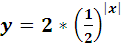 y = 2 * (1/2)^|x|